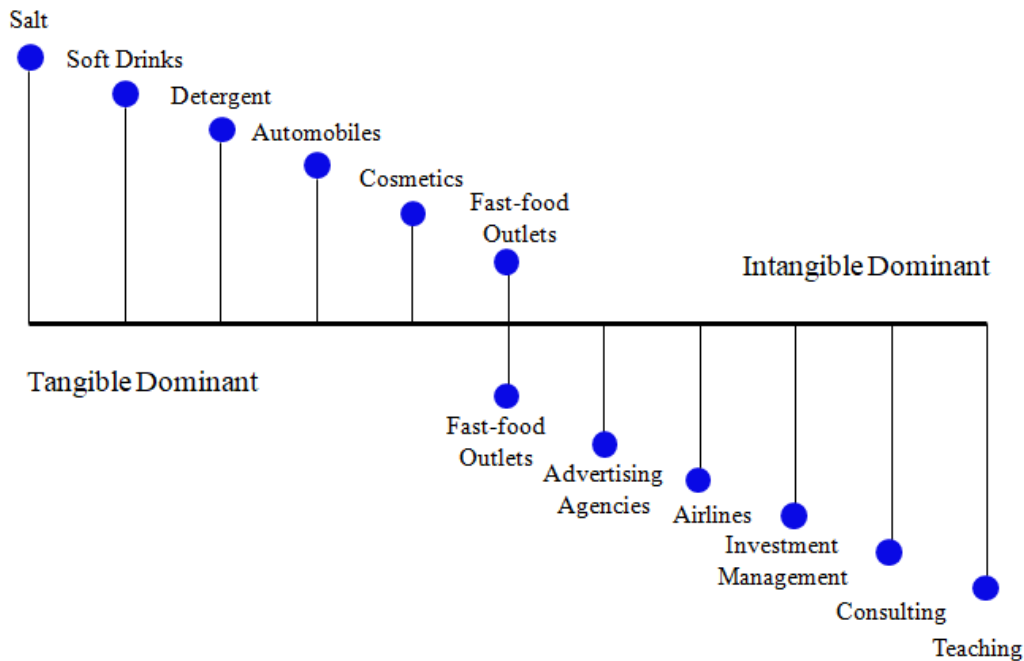 Salt
Soft Drinks
Detergent
Automobiles
Cosmetics
Fast-food
Outlets
Intangible Dominant
Tangible Dominant
Fast-food
Outlets
Advertising
Agencies
Airlines
Investment
Management
Consulting
Teaching